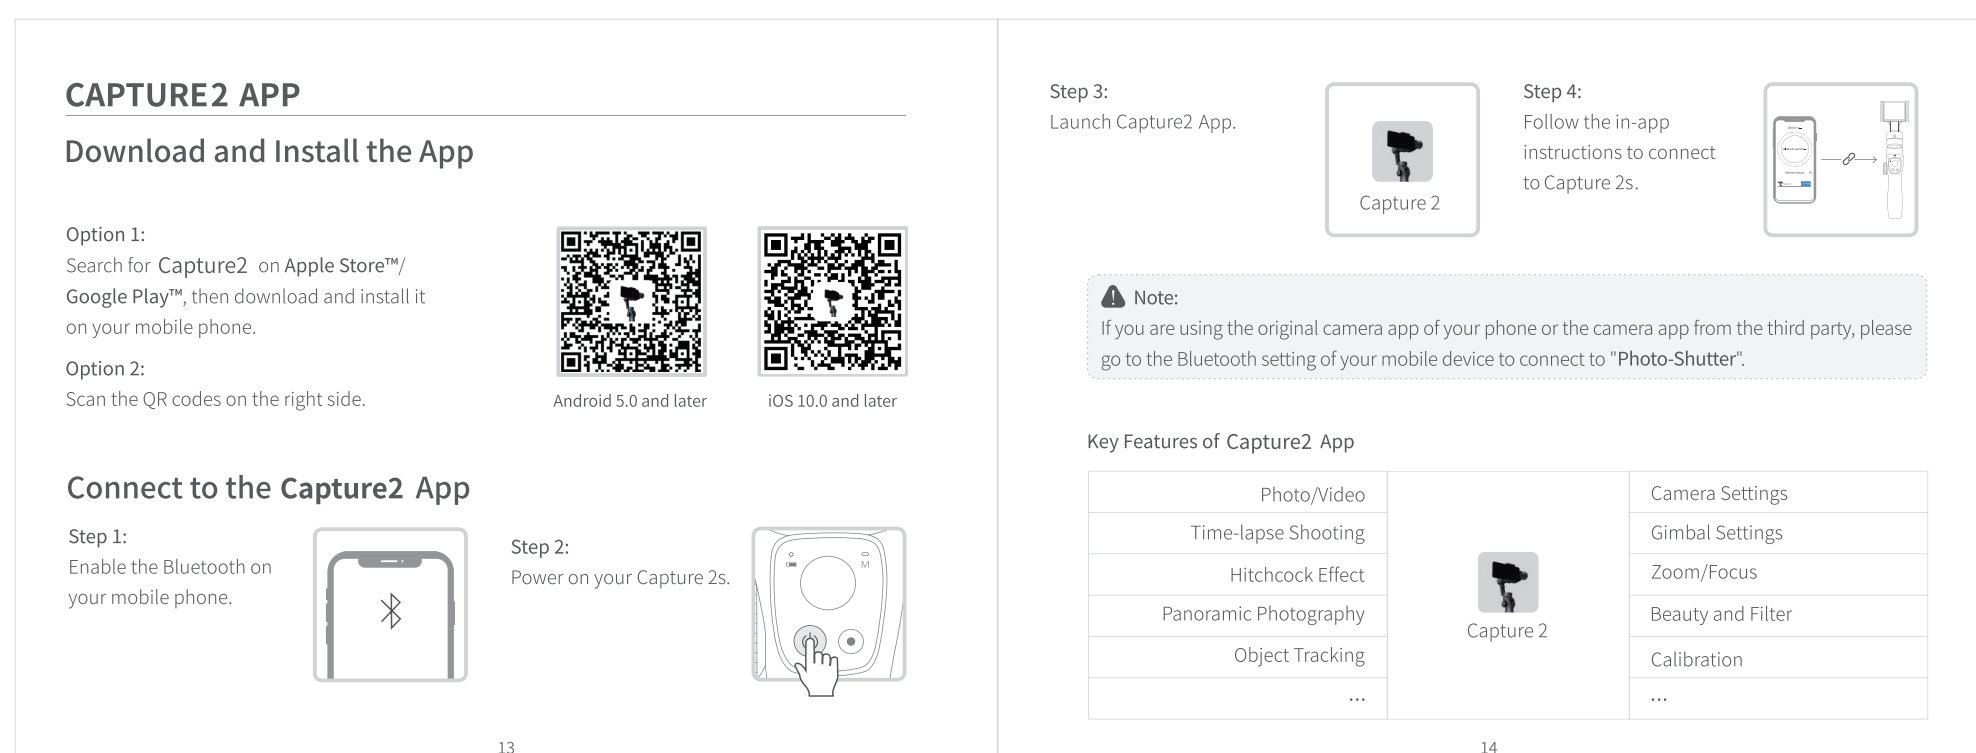 CAPTURE2 APP
Download and Install the App
Option 1:
Search for Capture2 on Apple Store™/
Google Play™, then download and install it
on your mobile phone.
Option 2:
Scan the QR codes on the right side.
Android 5.0 and later
iOS 10.0 and later
Connect to the Capture2 App
Step 1:
Enable the Bluetooth on
your mobile phone.
Step 2:
Power on your Capture 2s.
M
13
Step 3:
Launch Capture2 App.
Capture 2
Step 4:
Follow the in-app
instructions to connect
to Capture 2s.
Note:
If you are using the original camera app of your phone or the camera app from the third party, please
go to the Bluetooth setting of your mobile device to connect to "Photo-Shutter".
Key Features of Capture2 App
Photo/Video
Time-lapse Shooting
Hitchcock Effect
Panoramic Photography
Object Tracking
...
Capture 2
Camera Settings
Gimbal Settings
Zoom/Focus
Beauty and Filter
Calibration
...
14